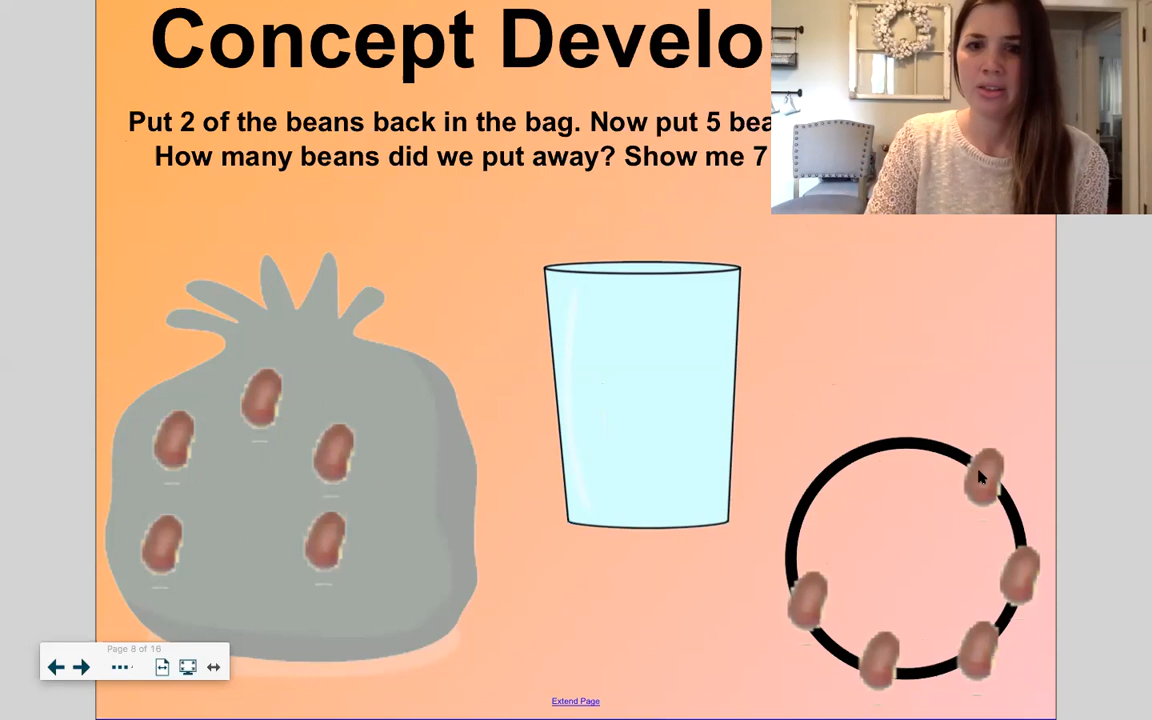 Concept Develo
Put 2 of the beans back in the bag. Now put 5 bea
How many beans did we put away? Show me 7
Page 8 of 16
Extend Page